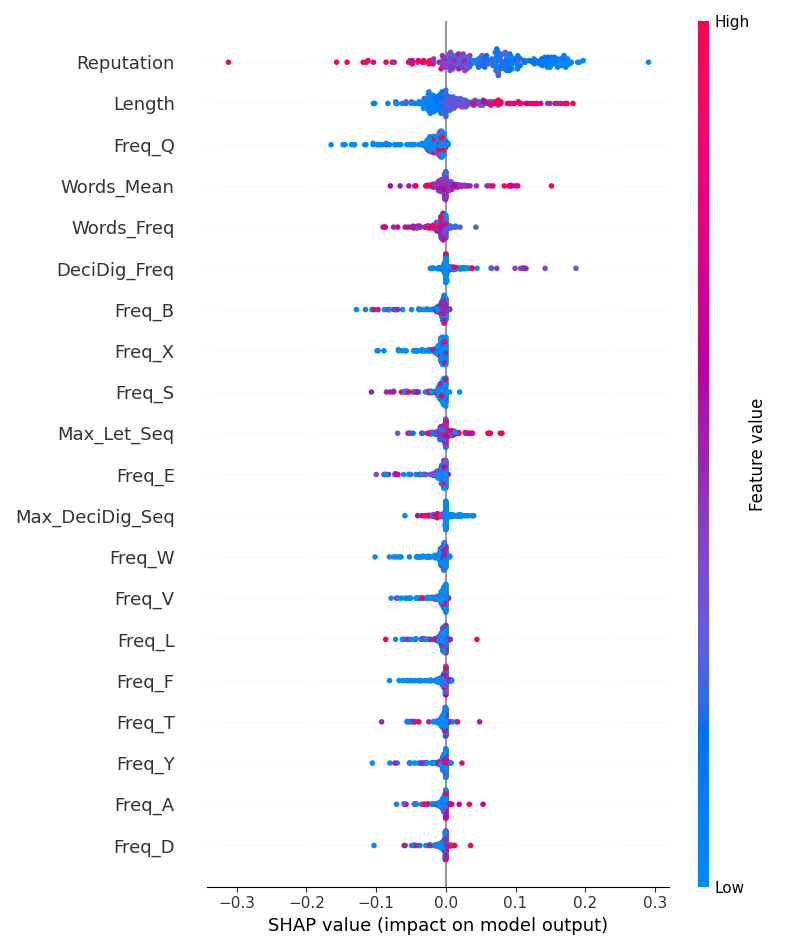 High
Reputation
Length
Freq_Q
Words_Mean
Words_Freq
DeciDig_Freq
Freq_B
Freq_X
Freq_S
Max_Let_Seq
Freq_E
Max_DeciDig_Seq
Freq_W
Freq_V
Freq_L
Freq_F
Freq_T
Freq_Y
Freq_A
Freq_D
Feature value
Low
−0.3 −0.2 −0.1 0.0 0.1 0.2 0.3
SHAP value (impact on model output)